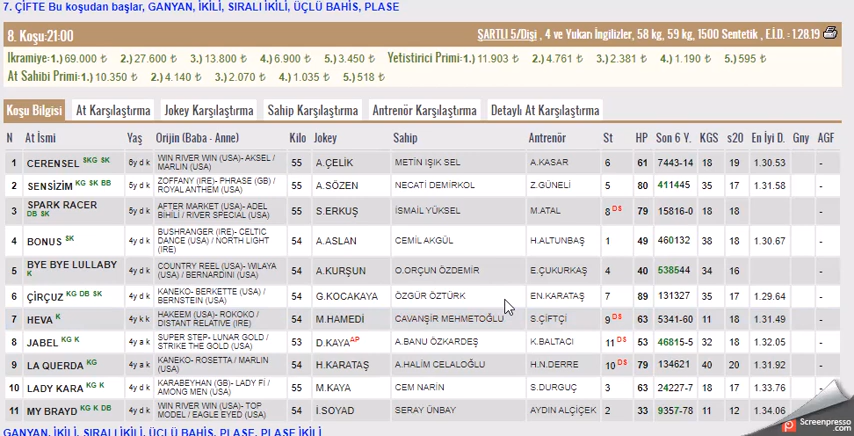 7. ÇİFTE Bu koşudan başlar, GANYAN, İKİLİ, SIRALI İKİLİ, ÜÇLÜ BAHİS, PLASE
8. Koşu:21:00 ŞARTLI 5/Dişi , 4 ve Yukarı İngilizler, 58 kg, 59 kg, 1500 Sentetik , E.İ.D. : 1.28.19
İkramiye: 1.) 69.000 ₺ 2.) 27.600 ₺ 3.) 13.800 ₺ 4.) 6.900 ₺ 5.) 3.450 ₺ Yetistirici Primi: 1.) 11.903 ₺ 2.) 4.761 ₺ 3.) 2.381 ₺ 4.) 1.190 ₺ 5.) 595 ₺
At Sahibi Primi: 1.) 10.350 ₺ 2.) 4.140 ₺ 3.) 2.070 ₺ 4.) 1.035 ₺ 5.) 518 ₺
Koşu Bilgisi At Karşılaştırma Jokey Karşılaştırma Sahip Karşılaştırma Antrenör Karşılaştırma Detaylı At Karşılaştırma
N At İsmi Yaş Orijin (Baba - Anne) Kilo Jokey Sahip Antrenör St HP Son 6 Y. KGS s20 En İyi D. Gny AGF
1 CERENSEL SKG SK 6y d k WIN RIVER WIN (USA)- AKSEL / MARLIN (USA) 55 A.ÇELİK METİN IŞIK SEL A.KASAR 6 61 7443-14 18 19 1.30.53 -
2 SENSİZİM KG SK BB 5y d k ZOFFANY (IRE)- PHRASE (GB) / ROYAL ANTHEM (USA) 55 A.SÖZEN NECATİ DEMİRKOL Z.GÜNELİ 5 80 411445 35 17 1.31.58 -
3 SPARK RACER DB SK 5y d k AFTER MARKET (USA)- ADEL BİHİLİ / RIVER SPECIAL (USA) 55 S.ERKUŞ İSMAİL YÜKSEL M.ATAL 8 DS 79 15816-0 18 18 -
4 BONUS SK 4y d k BUSHRANGER (IRE)- CELTIC DANCE (USA) / NORTH LIGHT (IRE) 54 A.ASLAN CEMİL AKGÜL H.ALTUNBAŞ 1 49 460132 38 18 1.30.67 -
5 BYE BYE LULLABY K 4y d k COUNTRY REEL (USA)- WILAYA (USA) / BERNARDINI (USA) 54 A.KURŞUN O.ORÇUN ÖZDEMİR E.ÇUKURKAŞ 4 40 538544 34 16 -
6 ÇİRÇUZ KG DB SK 4y d k KANEKO- BERKETTE (USA) / BERNSTEIN (USA) 54 G.KOCAKAYA ÖZGÜR ÖZTÜRK EN.KARATAŞ 7 89 131327 35 17 1.29.64 -
7 HEVA K 4y k k HAKEEM (USA)- ROKOKO / DISTANT RELATIVE (IRE) 54 M.HAMEDİ CAVANŞİR MEHMETOĞLU S.ÇİFTÇİ 9 DS 63 5341-60 11 18 1.31.49 -
8 JABEL KG K 4y a k SUPER STEP- LUNAR GOLD / STRIKE THE GOLD (USA) 53 D.KAYA AP A.BANU ÖZKARDEŞ K.BALTACI 11 DS 53 46815-5 32 18 1.32.05 -
9 LA QUERDA KG 4y a k KANEKO- ROSETTA / MARLIN (USA) 54 H.KARATAŞ A.HALİM CELALOĞLU H.N.DERRE 10 DS 79 134621 40 20 1.31.92 -
10 LADY KARA KG K 4y d k KARABEYHAN (GB)- LADY FI / AMONG MEN (USA) 55 M.KAYA CEM NARİN S.DURGUÇ 3 63 24227-7 18 17 1.33.76 -
11 MY BRAYD KG K DB 4y d k WIN RIVER WIN (USA)- TOP MODEL / EAGLE EYED (USA) 54 İ.SOYAD SERAY ÜNBAY AYDIN ALÇİÇEK 2 33 9357-78 11 12 1.34.06 -
GANYAN, İKİLİ, SIRALI İKİLİ, ÜÇLÜ BAHİS, PLASE, PLASE İKİLİ
Screenpresso
.com